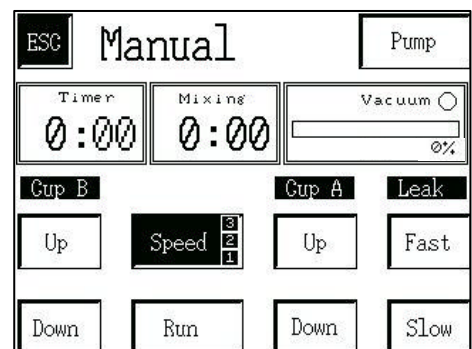 ESC Manual Pump
Timer Mixing Vacuum
0:00 0:00 0%
Cup B Cup A Leak
Up Speed 3 2 1 Up Fast
Down Run Down Slow